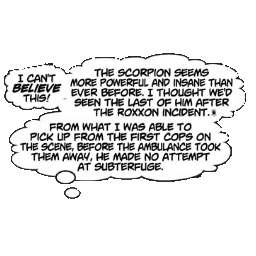 I CAN'T
BELIEVE
THIS!
THE SCORPION SEEMS
MORE POWERFUL AND INSANE THAN
EVER BEFORE. I THOUGHT WE'D
SEEN THE LAST OF HIM AFTER
THE ROXXON INCIDENT.*
FROM WHAT I WAS ABLE TO
PICK UP FROM THE FIRST COPS ON
THE SCENE, BEFORE THE AMBULANCE TOOK
THEM AWAY, HE MADE NO ATTEMPT
AT SUBTERFUGE.